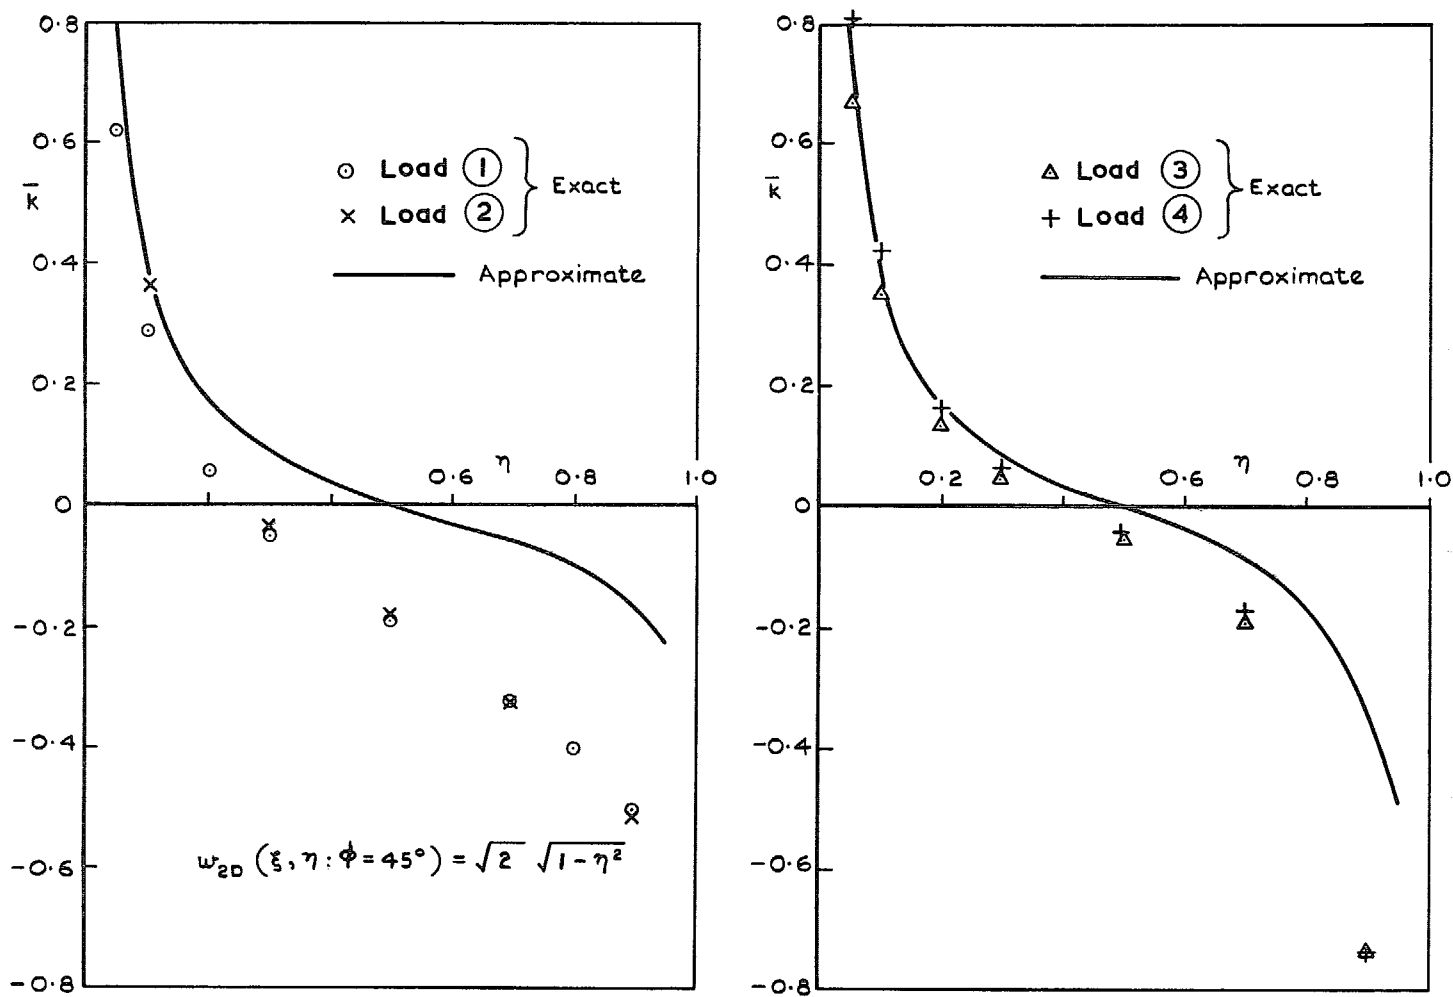 0.8
0.6
k̄
0.4
0.2
0
-0.2
-0.4
-0.6
-0.8
⊙ Load ① } Exact
× Load ②
Approximate
η
0.6 0.8 1.0
w₂D (ξ, η : ϕ = 45°) = √2 √1-η²
0.8
0.6
k̄
0.4
0.2
0
-0.2
-0.4
-0.6
-0.8
△ Load ③ } Exact
+ Load ④
Approximate
η
0.2 0.6 0.8 1.0